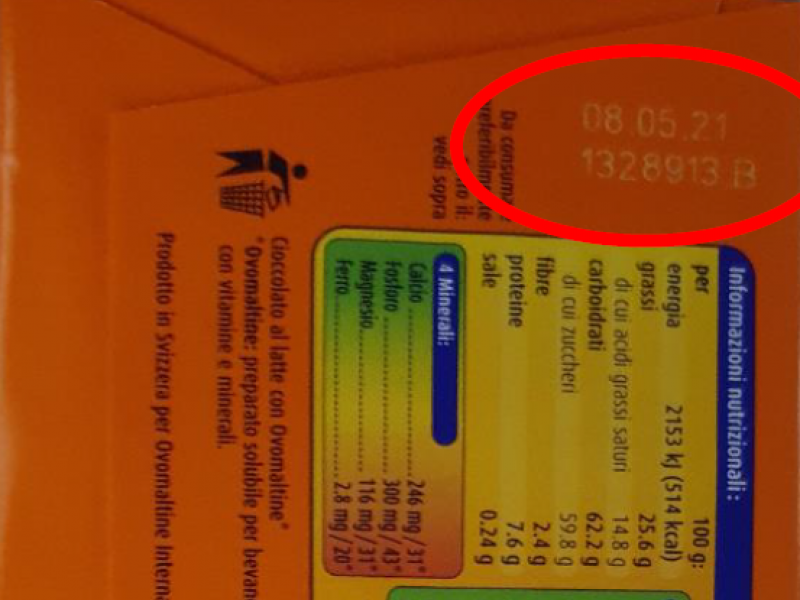 08.05.21
1328913 B
Da consumar
preferibilmente
il:
vedi sopra
Informazioni nutrizionali:
per 100 g:
energia 2153 kJ (514 kcal)
grassi 25.6 g
di cui acidi grassi saturi 14.8 g
carboidrati 62.2 g
di cui zuccheri 59.8 g
fibre 2.4 g
proteine 7.6 g
sale 0.24 g
4 Minerali:
Calcio 246 mg / 31*
Fosforo 300 mg / 43*
Magnesio 116 mg / 31*
Ferro 2.8 mg / 20*
Cioccolato al latte con Ovomaltine*
*Ovomaltine: preparato solubile per bevan
con vitamine e minerali.
Prodotto in Svizzera per Ovomaltine Interna